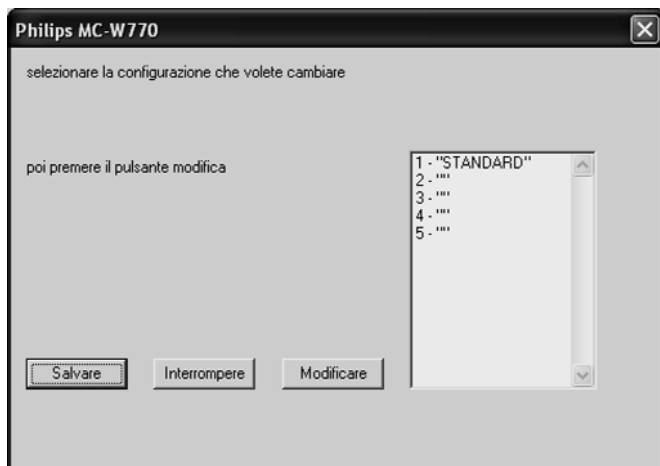 Philips MC-W770
selezionare la configurazione che volete cambiare
poi premere il pulsante modifica
1 - "STANDARD"
2 - ""
3 - ""
4 - ""
5 - ""
Salvare
Interrompere
Modificare